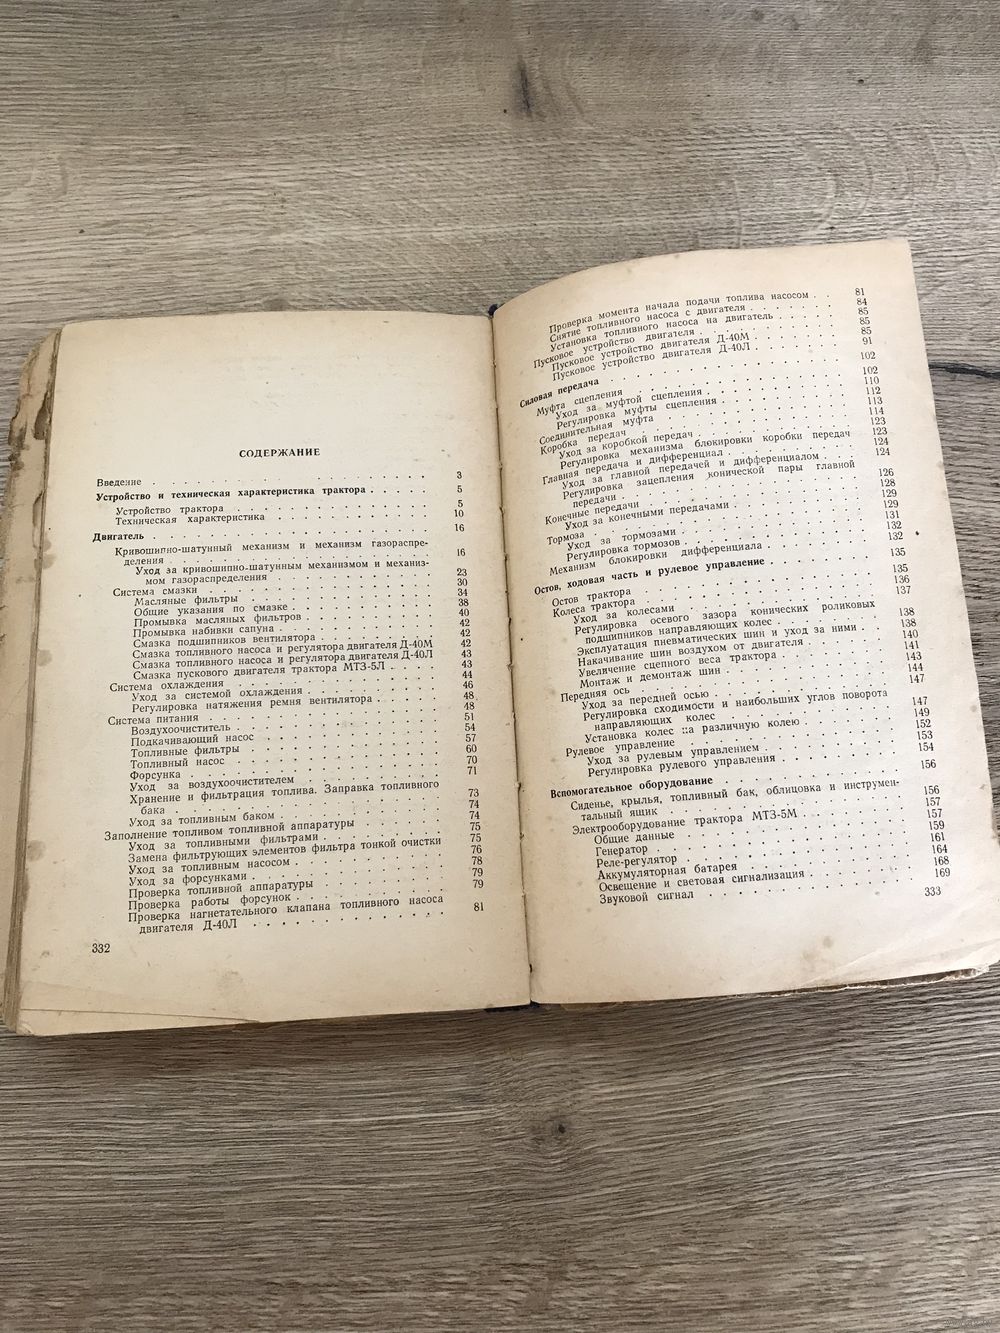 СОДЕРЖАНИЕ
Введение 3
Устройство и техническая характеристика трактора 5
Устройство трактора 5
Техническая характеристика 10
Двигатель 16
Кривошипно-шатунный механизм и механизм газораспре-
деления 16
Уход за кривошипно-шатунным механизмом и механиз-
мом газораспределения 23
Система смазки 30
Масляные фильтры 34
Общие указания по смазке 38
Промывка масляных фильтров 40
Промывка набивки сапуна 42
Смазка подшипников вентилятора 42
Смазка топливного насоса и регулятора двигателя Д-40М 42
Смазка топливного насоса и регулятора двигателя Д-40Л 43
Смазка пускового двигателя трактора МТЗ-5Л 43
Система охлаждения 44
Уход за системой охлаждения 46
Регулировка натяжения ремня вентилятора 48
Система питания 48
Воздухоочиститель 51
Подкачивающий насос 54
Топливные фильтры 57
Топливный насос 60
Форсунка 70
Уход за воздухоочистителем 71
Хранение и фильтрация топлива. Заправка топливного
бака 73
Уход за топливным баком 74
Заполнение топливом топливной аппаратуры 74
Уход за топливными фильтрами 75
Замена фильтрующих элементов фильтра тонкой очистки 75
Уход за топливным насосом 76
Уход за форсунками 78
Проверка топливной аппаратуры 79
Проверка работы форсунок 79
Проверка нагнетательного клапана топливного насоса
двигателя Д-40Л 81
332
Проверка момента начала подачи топлива насосом 81
Снятие топливного насоса с двигателя 84
Установка топливного насоса на двигатель 85
Пусковое устройство двигателя 85
Пусковое устройство двигателя Д-40М 85
Пусковое устройство двигателя Д-40Л 91
Силовая передача 102
Муфта сцепления 102
Уход за муфтой сцепления 110
Регулировка муфты сцепления 112
Соединительная муфта 113
Коробка передач 114
Уход за коробкой передач 123
Регулировка механизма блокировки коробки передач 123
Главная передача и дифференциал 124
Уход за главной передачей и дифференциалом 124
Регулировка зацепления конической пары главной
передачи 126
Конечные передачи 128
Уход за конечными передачами 129
Тормоза 129
Уход за тормозами 131
Регулировка тормозов 132
Механизм блокировки дифференциала 132
Остов, ходовая часть и рулевое управление 135
Остов трактора 135
Колеса трактора 136
Уход за колесами 137
Регулировка осевого зазора конических роликовых
подшипников направляющих колес 138
Эксплуатация пневматических шин и уход за ними 138
Накачивание шин воздухом от двигателя 140
Увеличение сцепного веса трактора 141
Монтаж и демонтаж шин 143
Передняя ось 144
Уход за передней осью 147
Регулировка сходимости и наибольших углов поворота
направляющих колес 147
Установка колес на различную колею 149
Рулевое управление 152
Уход за рулевым управлением 153
Регулировка рулевого управления 154
Вспомогательное оборудование 156
Сиденье, крылья, топливный бак, облицовка и инструмен-
тальный ящик 156
Электрооборудование трактора МТЗ-5М 157
Общие данные 157
Генератор 159
Реле-регулятор 161
Аккумуляторная батарея 164
Освещение и световая сигнализация 168
Звуковой сигнал 169
333